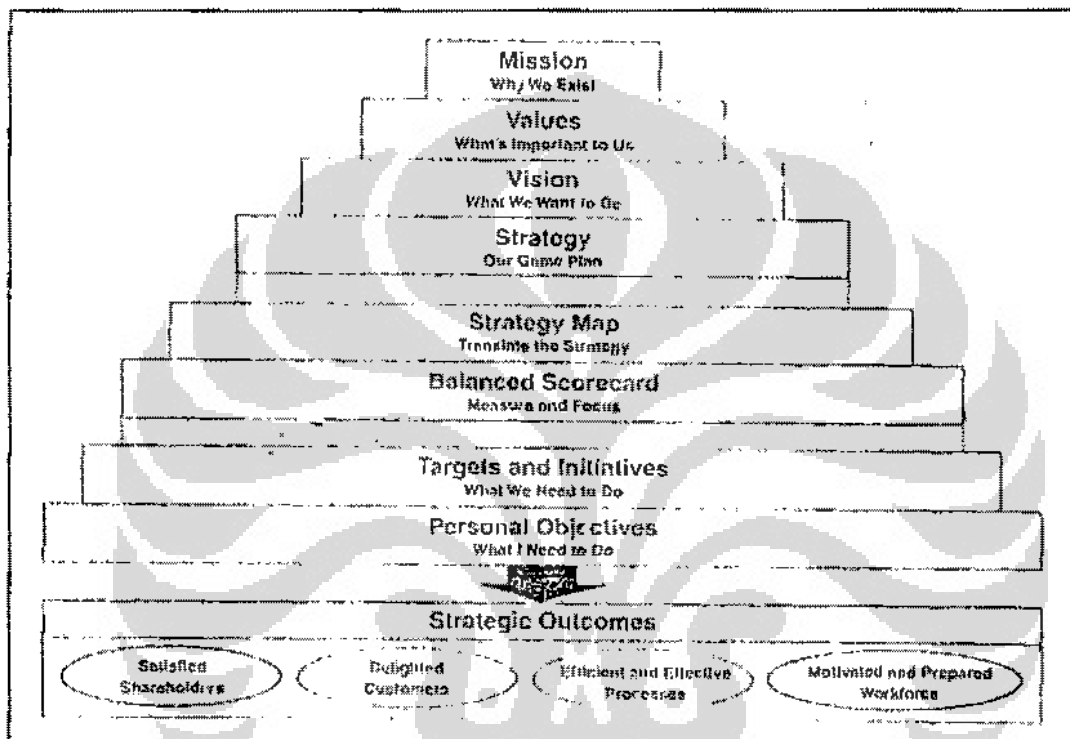 Mission
Why We Exist
Values
What's Important to Us
Vision
What We Want to Be
Strategy
Our Game Plan
Strategy Map
Translate the Strategy
Balanced Scorecard
Measure and Focus
Targets and Initintives
What We Need to Do
Personal Objectives
What I Need to Do
Strategic Outcomes
Satisfied
Shareholders
Delighted
Customers
Efficient and Effective
Processes
Motivated and Prepared
Workforce